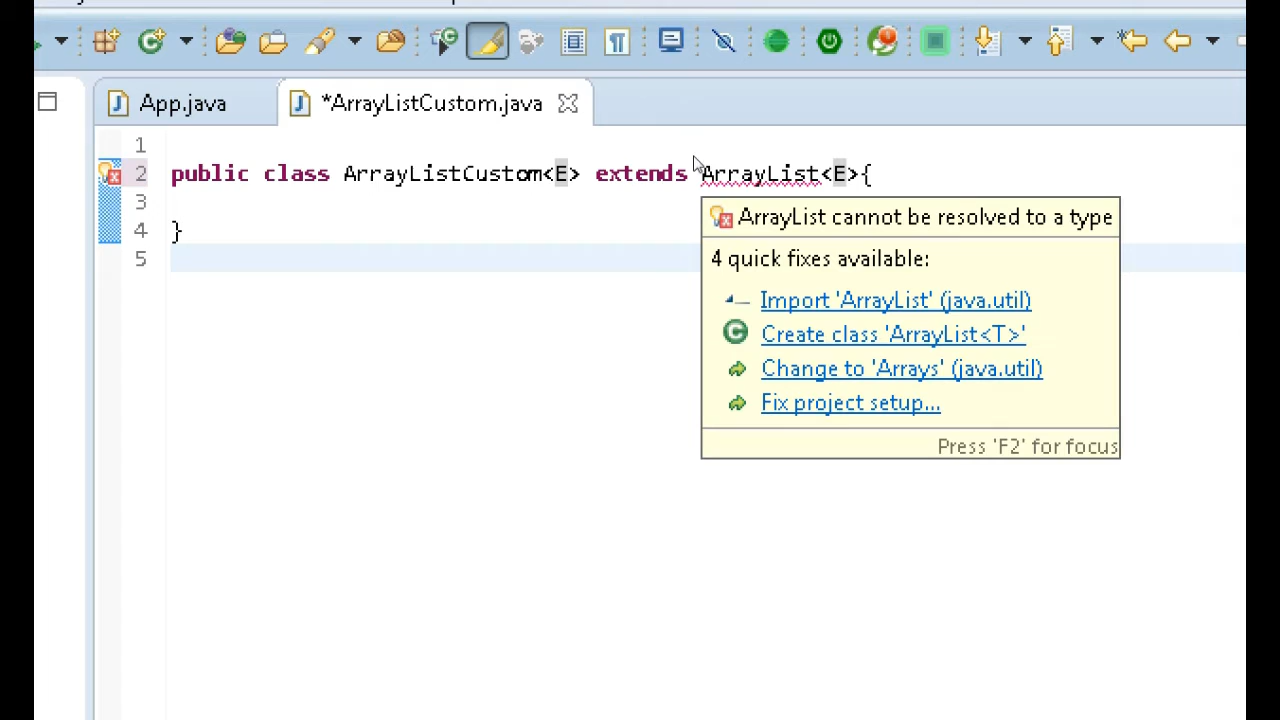 App.java
*ArrayListCustom.java
1
2 public class ArrayListCustom<E> extends ArrayList<E>{
3
4 }
5
ArrayList cannot be resolved to a type
4 quick fixes available:
Import 'ArrayList' (java.util)
Create class 'ArrayList<T>'
Change to 'Arrays' (java.util)
Fix project setup...
Press 'F2' for focus